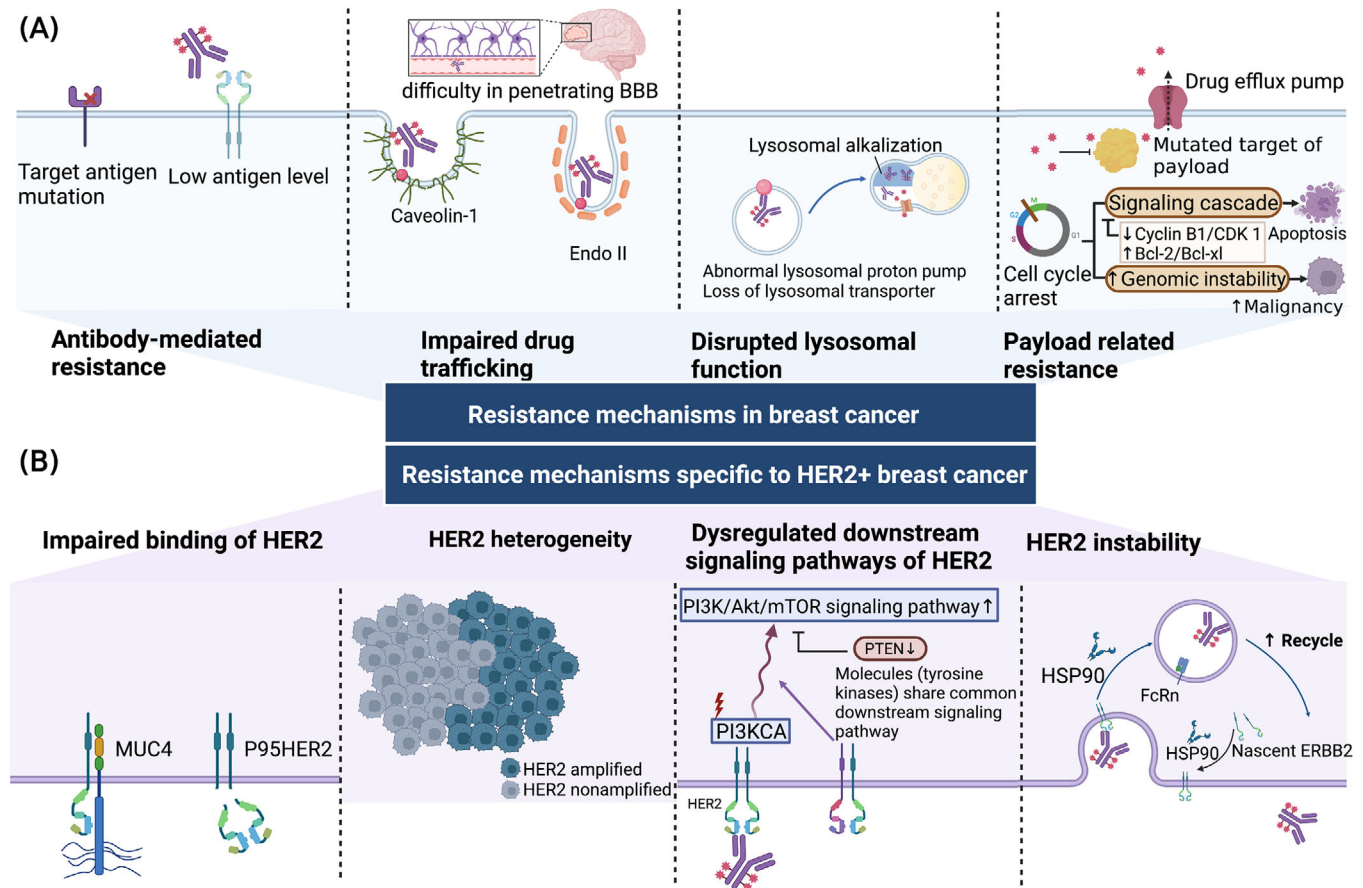 (A)
Target antigen
mutation
Low antigen level
difficulty in penetrating BBB
Caveolin-1
Endo II
Lysosomal alkalization
Abnormal lysosomal proton pump
Loss of lysosomal transporter
Drug efflux pump
Mutated target of
payload
M
G2
S
G1
Cell cycle
arrest
Signaling cascade
↓Cyclin B1/CDK 1
↑Bcl-2/Bcl-xl
Apoptosis
↑Genomic instability
↑Malignancy
Antibody-mediated
resistance
Impaired drug
trafficking
Disrupted lysosomal
function
Payload related
resistance
Resistance mechanisms in breast cancer
(B)
Resistance mechanisms specific to HER2+ breast cancer
Impaired binding of HER2
HER2 heterogeneity
Dysregulated downstream
signaling pathways of HER2
HER2 instability
MUC4
P95HER2
HER2 amplified
HER2 nonamplified
PI3K/Akt/mTOR signaling pathway↑
PTEN↓
Molecules (tyrosine
kinases) share common
downstream signaling
pathway
PI3KCA
HER2
HSP90
FcRn
↑ Recycle
HSP90
Nascent ERBB2